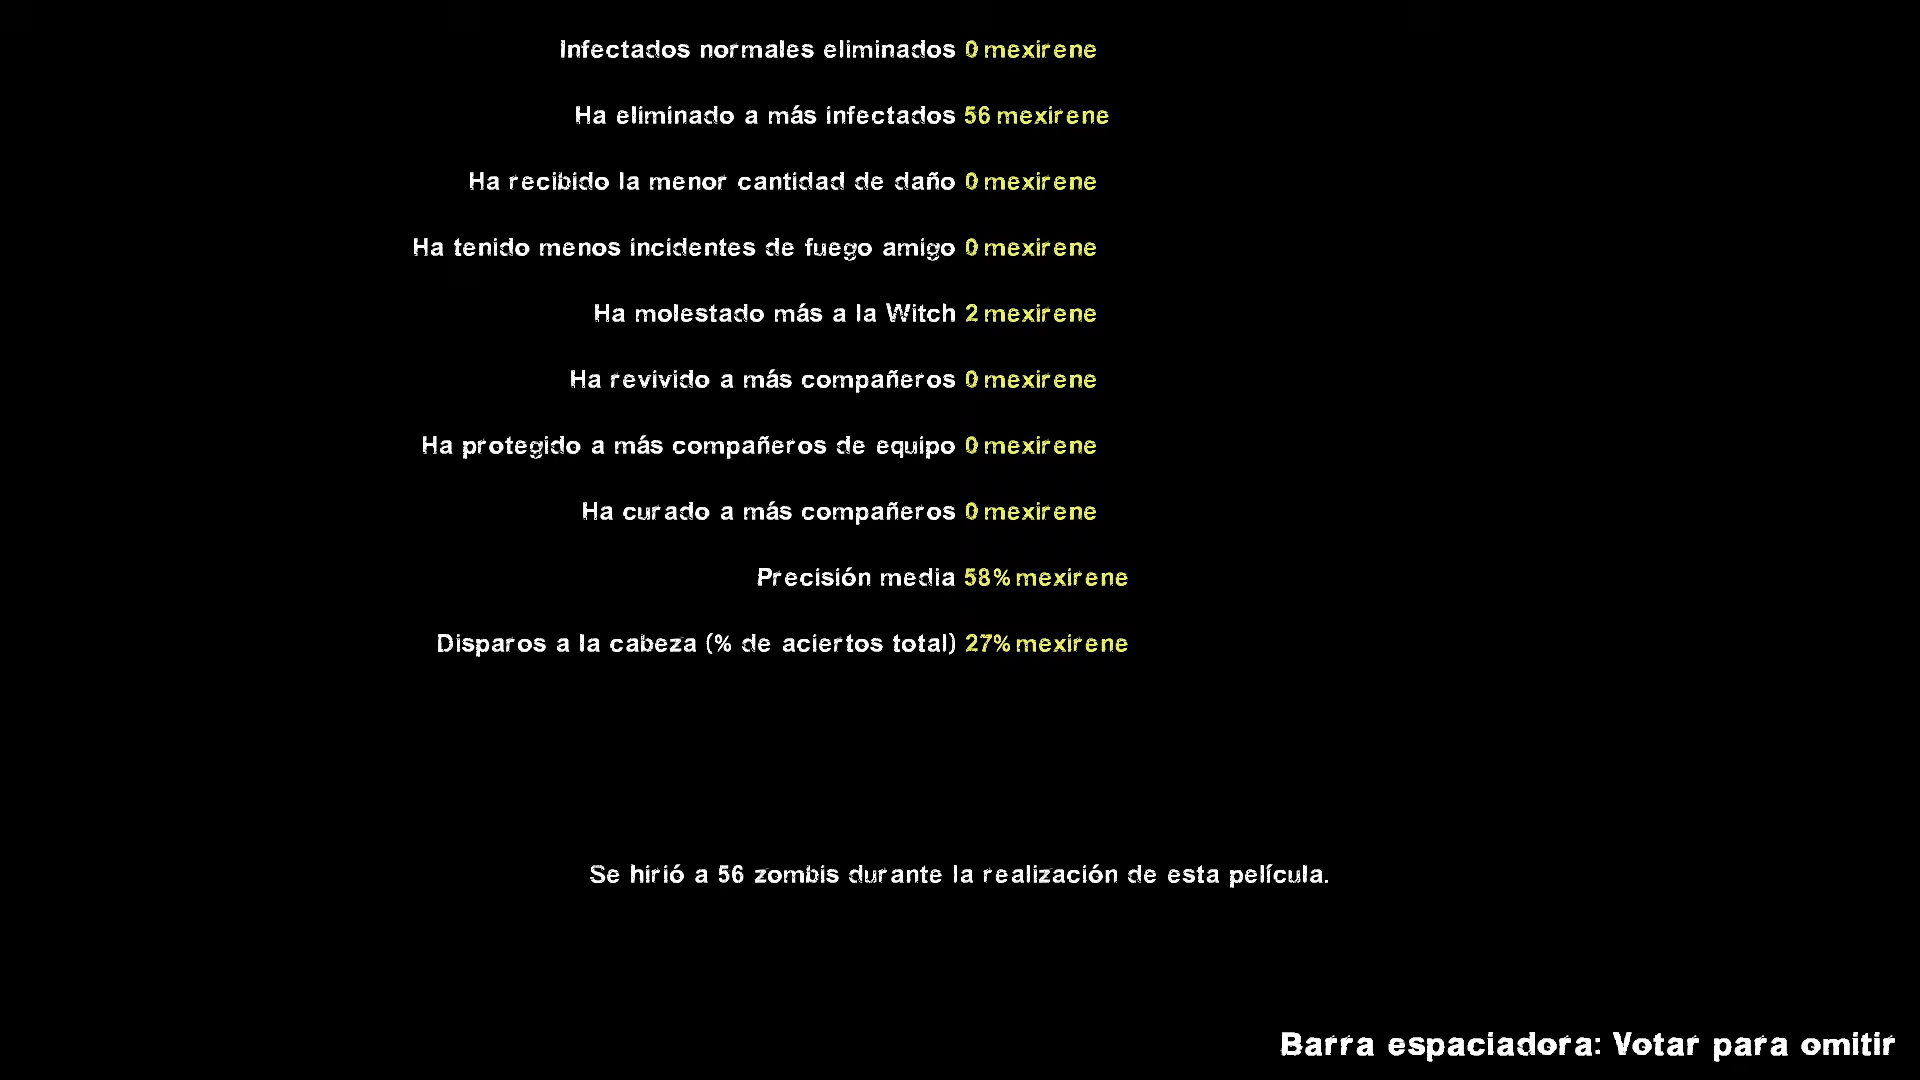 Infectados normales eliminados 0 mexirene
Ha eliminado a más infectados 56 mexirene
Ha recibido la menor cantidad de daño 0 mexirene
Ha tenido menos incidentes de fuego amigo 0 mexirene
Ha molestado más a la Witch 2 mexirene
Ha revivido a más compañeros 0 mexirene
Ha protegido a más compañeros de equipo 0 mexirene
Ha curado a más compañeros 0 mexirene
Precisión media 58% mexirene
Disparos a la cabeza (% de aciertos total) 27% mexirene
Se hirió a 56 zombis durante la realización de esta película.
Barra espaciadora: Votar para omitir